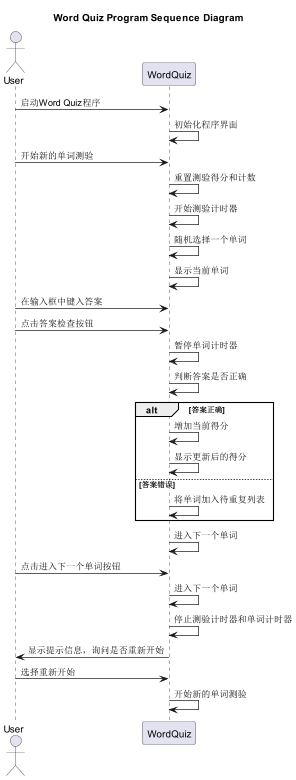 Word Quiz Program Sequence Diagram
User
WordQuiz
启动Word Quiz程序
初始化程序界面
开始新的单词测验
重置测验得分和计数
开始测验计时器
随机选择一个单词
显示当前单词
在输入框中键入答案
点击答案检查按钮
暂停单词计时器
判断答案是否正确
alt
[答案正确]
增加当前得分
显示更新后的得分
[答案错误]
将单词加入待重复列表
进入下一个单词
点击进入下一个单词按钮
进入下一个单词
停止测验计时器和单词计时器
显示提示信息，询问是否重新开始
选择重新开始
开始新的单词测验
User
WordQuiz